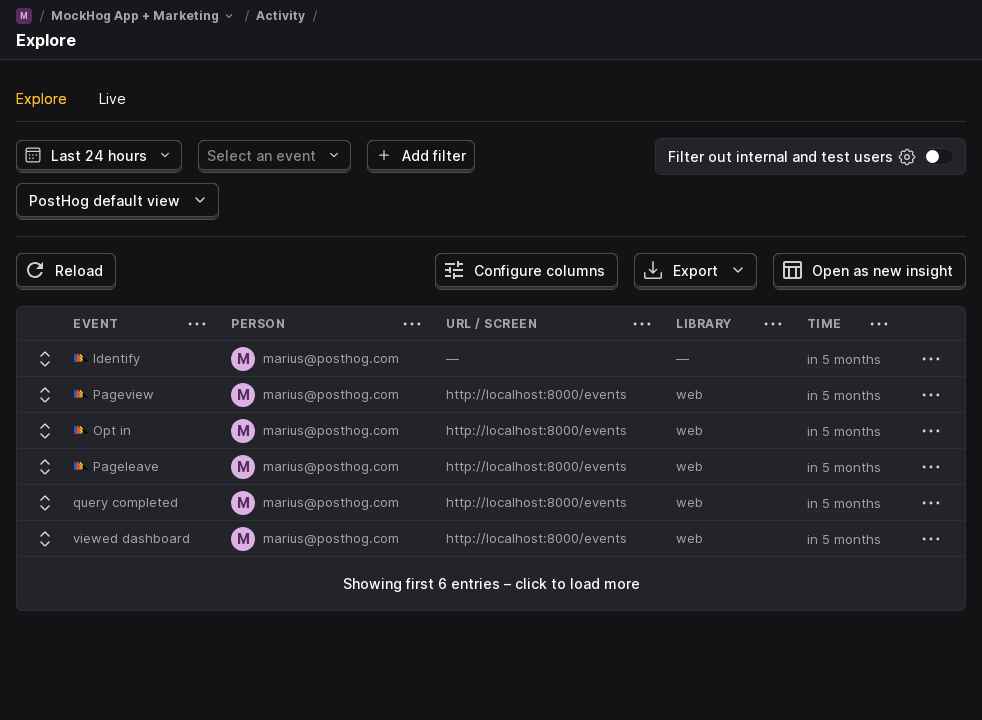 M / MockHog App + Marketing / Activity /
Explore
Explore Live
Last 24 hours Select an event Add filter Filter out internal and test users
PostHog default view
Reload Configure columns Export Open as new insight
EVENT PERSON URL / SCREEN LIBRARY TIME
Identify M marius@posthog.com — — in 5 months
Pageview M marius@posthog.com http://localhost:8000/events web in 5 months
Opt in M marius@posthog.com http://localhost:8000/events web in 5 months
Pageleave M marius@posthog.com http://localhost:8000/events web in 5 months
query completed M marius@posthog.com http://localhost:8000/events web in 5 months
viewed dashboard M marius@posthog.com http://localhost:8000/events web in 5 months
Showing first 6 entries – click to load more